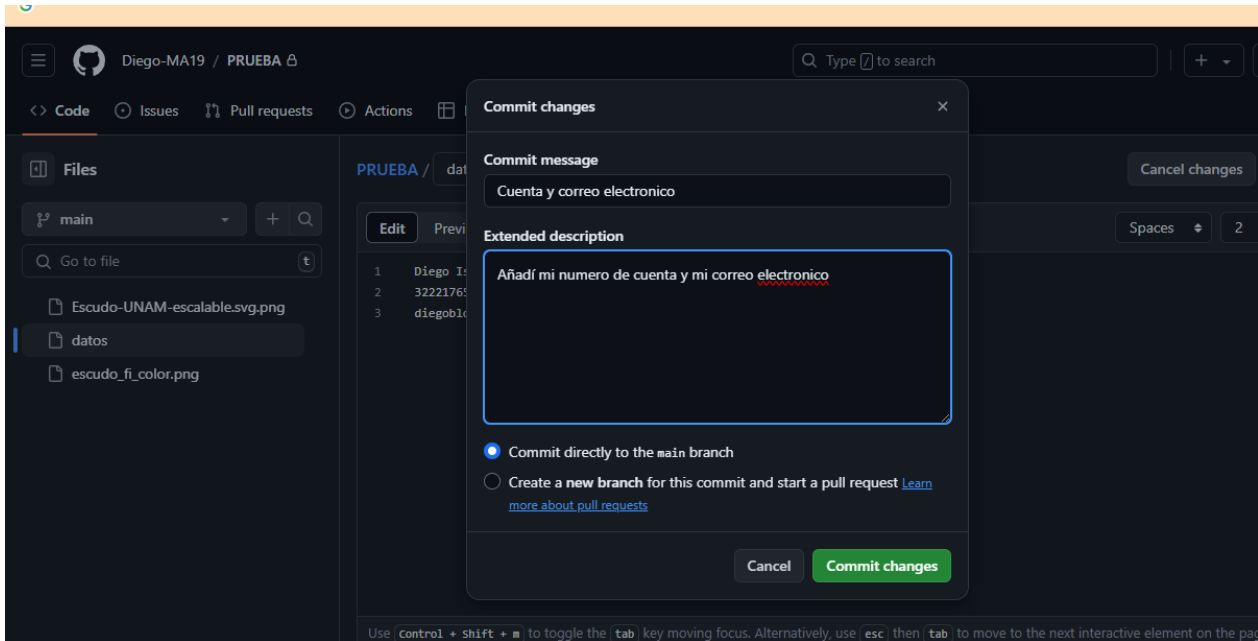 Diego-MA19 / PRUEBA
Type / to search
<> Code Issues Pull requests Actions
Commit changes
Commit message
Cuenta y correo electronico
Extended description
Añadí mi numero de cuenta y mi correo electronico
Commit directly to the main branch
Create a new branch for this commit and start a pull request Learn
more about pull requests
Cancel Commit changes
Files
main
Go to file t
Escudo-UNAM-escalable.svg.png
datos
escudo_fi_color.png
PRUEBA /
Cancel changes
Edit
Spaces 2
1 Diego
2
3
Use Control + Shift + m to toggle the tab key moving focus. Alternatively, use esc then tab to move to the next interactive element on the